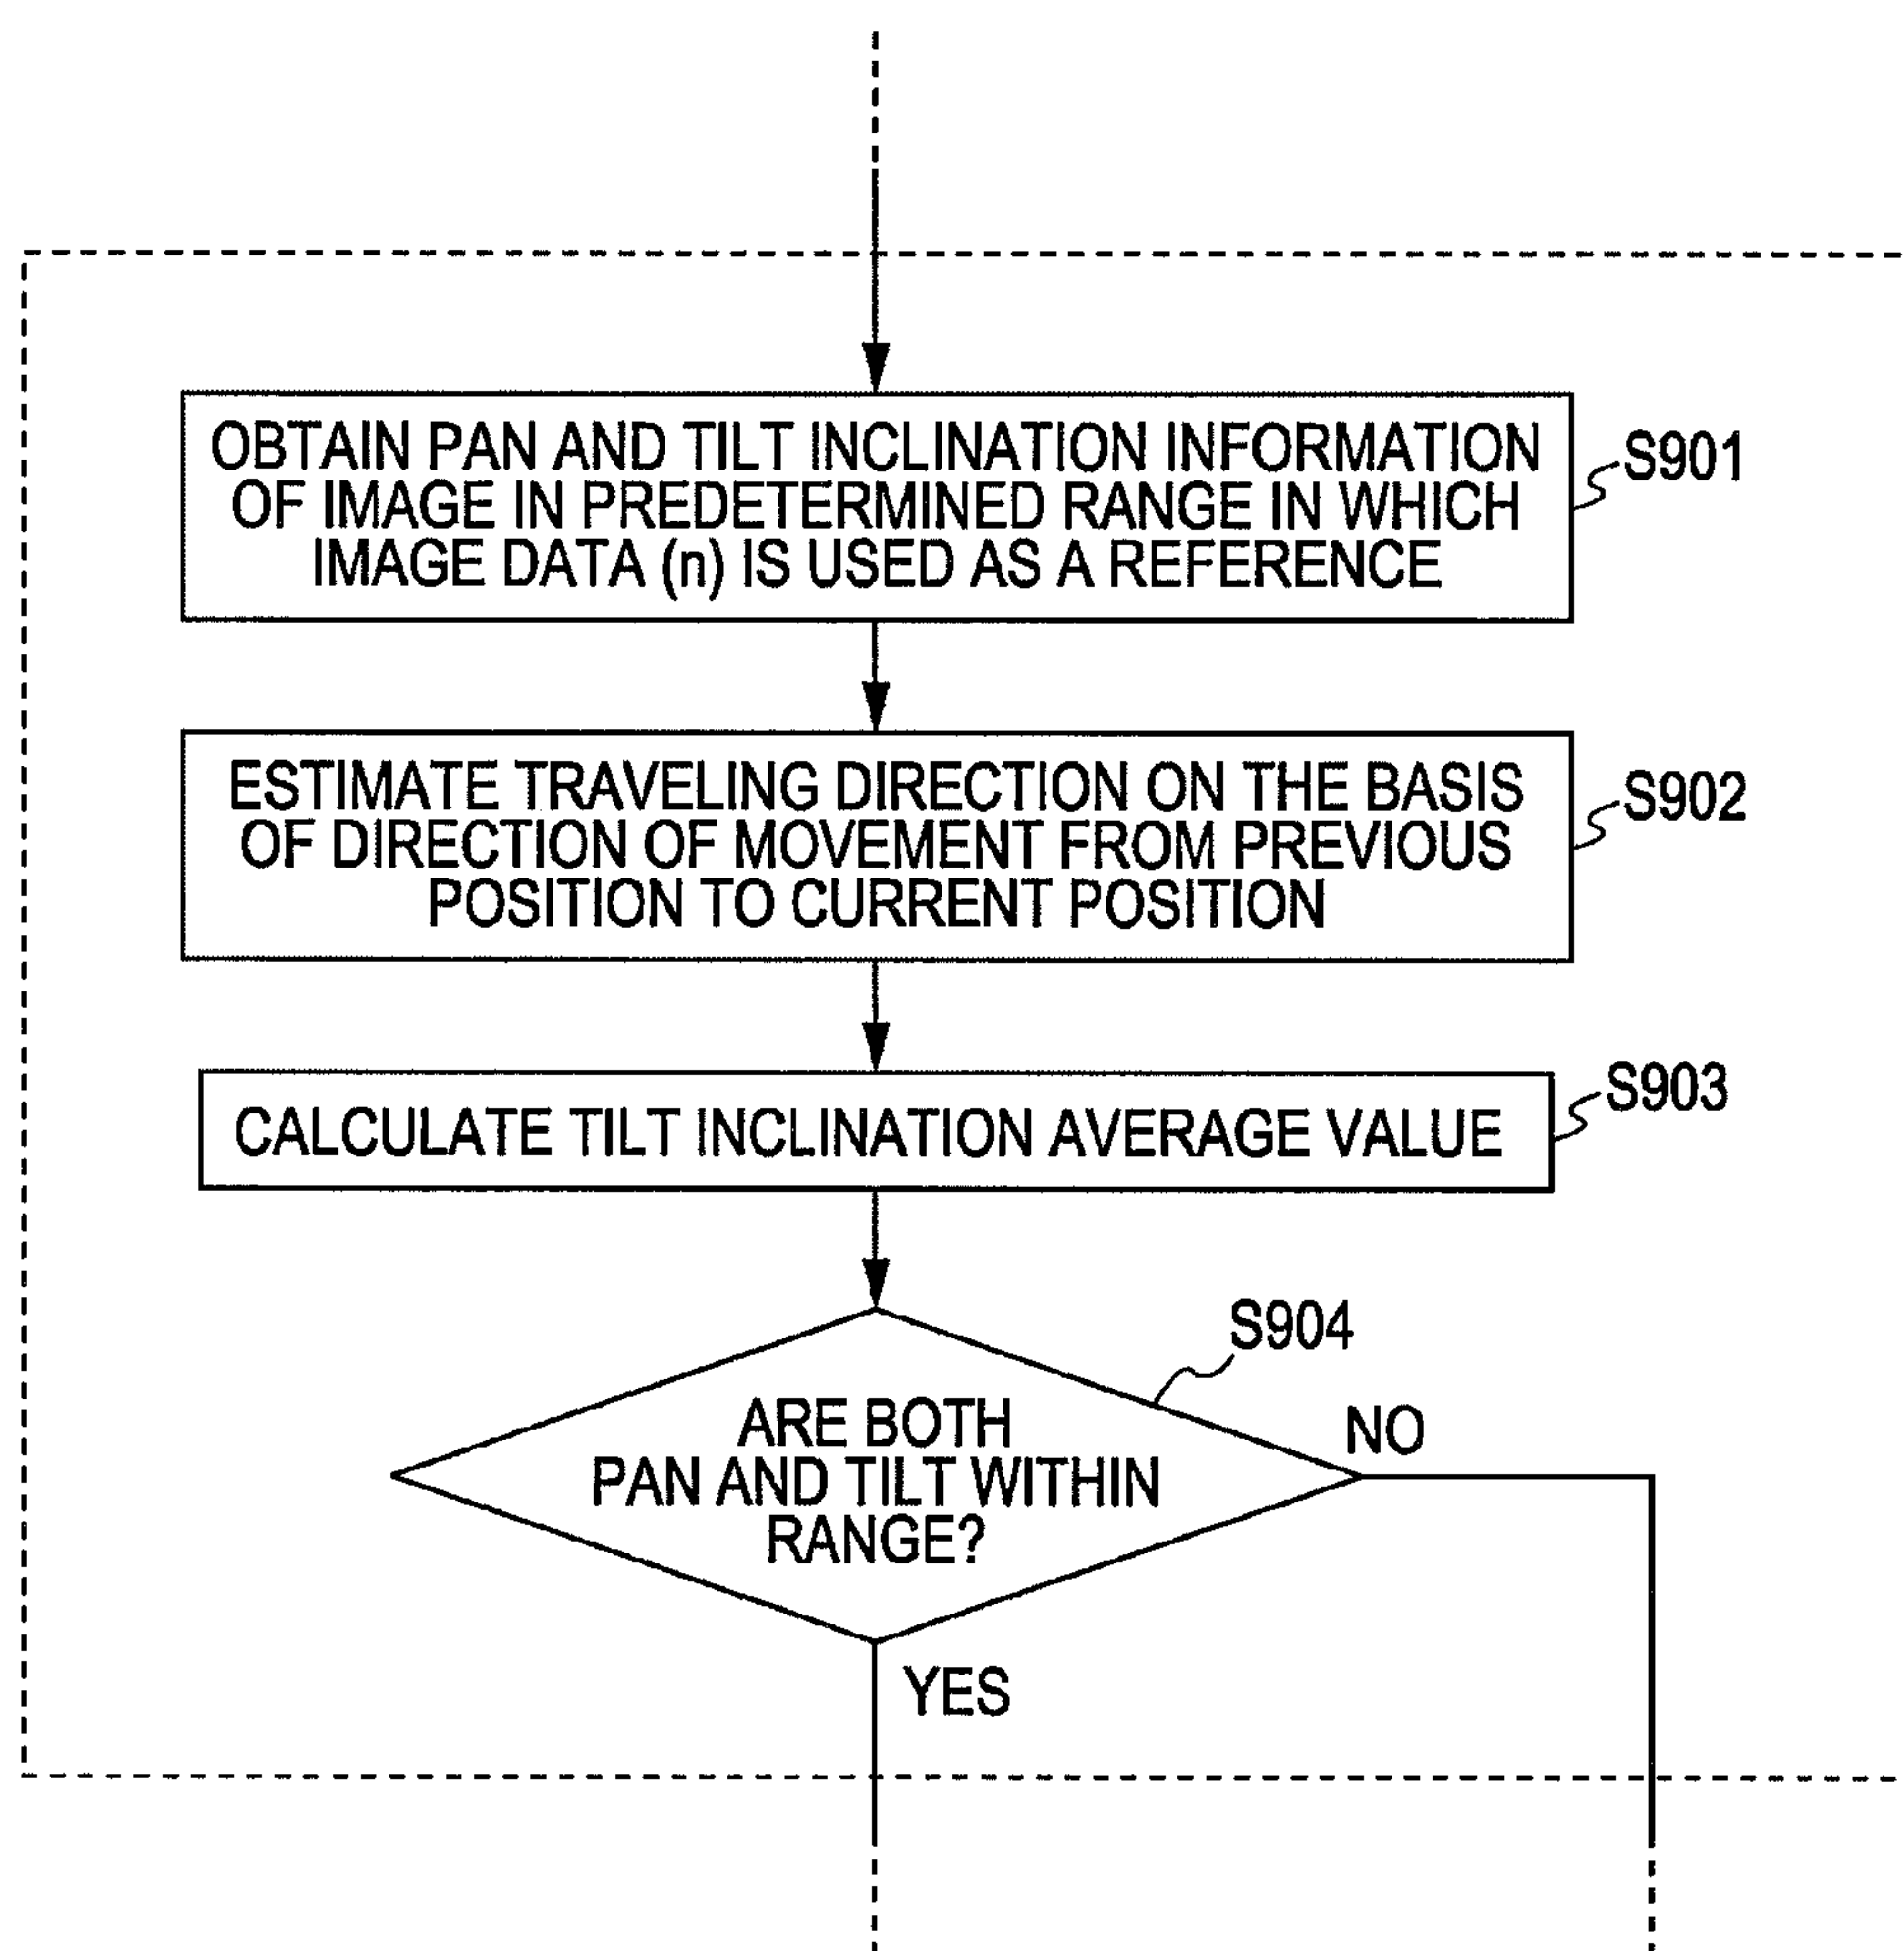 OBTAIN PAN AND TILT INCLINATION INFORMATION
OF IMAGE IN PREDETERMINED RANGE IN WHICH
IMAGE DATA (n) IS USED AS A REFERENCE
S901
ESTIMATE TRAVELING DIRECTION ON THE BASIS
OF DIRECTION OF MOVEMENT FROM PREVIOUS
POSITION TO CURRENT POSITION
S902
CALCULATE TILT INCLINATION AVERAGE VALUE
S903
S904
ARE BOTH
PAN AND TILT WITHIN
RANGE?
NO
YES